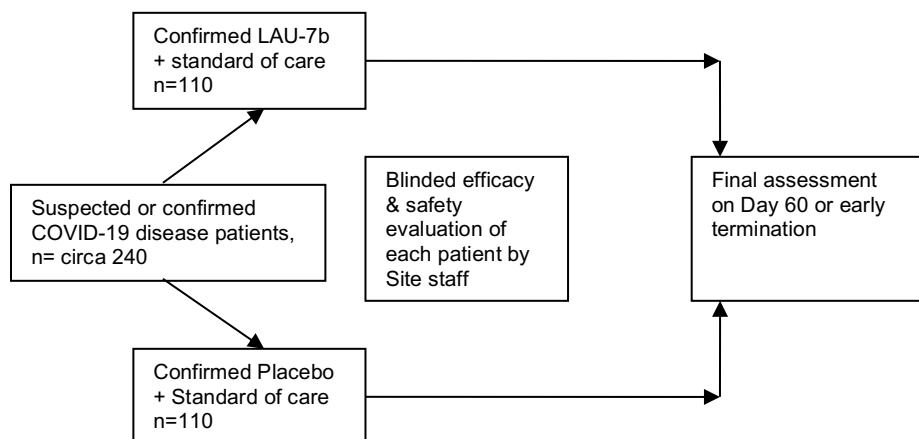 Confirmed LAU-7b
+ standard of care
n=110
Suspected or confirmed
COVID-19 disease patients,
n= circa 240
Blinded efficacy
& safety
evaluation of
each patient by
Site staff
Final assessment
on Day 60 or early
termination
Confirmed Placebo
+ Standard of care
n=110